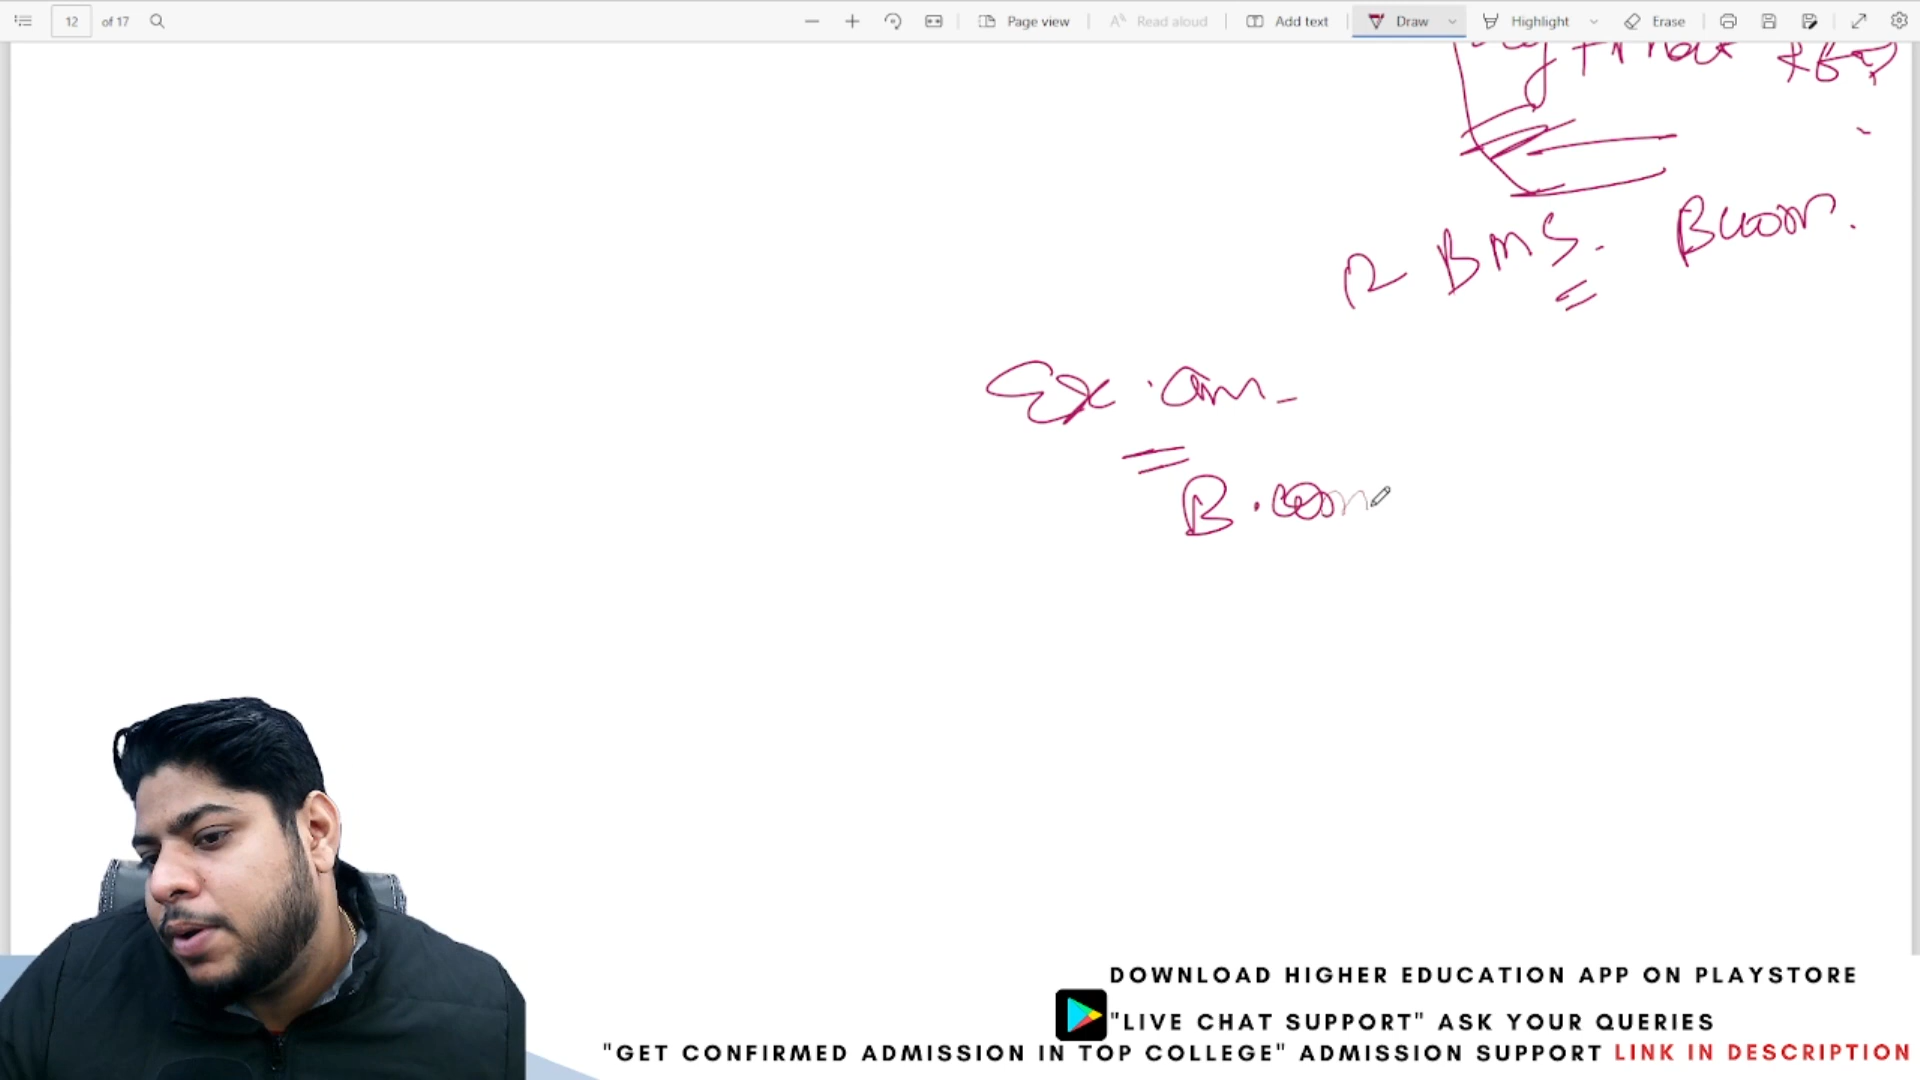 12 of 17 Page view Read aloud Add text Draw Highlight Erase
BMS. Bcom.
Ex.am_
B.com
DOWNLOAD HIGHER EDUCATION APP ON PLAYSTORE
"LIVE CHAT SUPPORT" ASK YOUR QUERIES
"GET CONFIRMED ADMISSION IN TOP COLLEGE" ADMISSION SUPPORT LINK IN DESCRIPTION